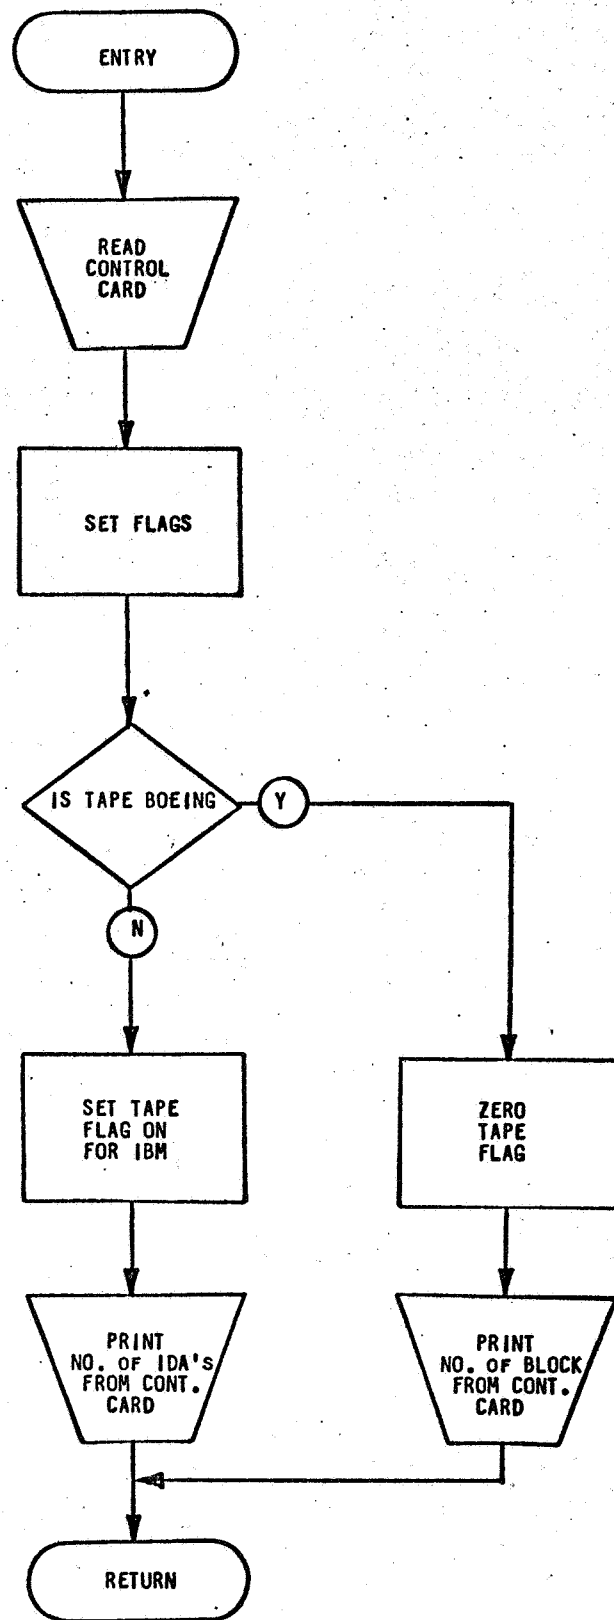 ENTRY
READ
CONTROL
CARD
SET FLAGS
IS TAPE BOEING
Y
N
SET TAPE
FLAG ON
FOR IBM
ZERO
TAPE
FLAG
PRINT
NO. OF IDA'S
FROM CONT.
CARD
PRINT
NO. OF BLOCK
FROM CONT.
CARD
RETURN